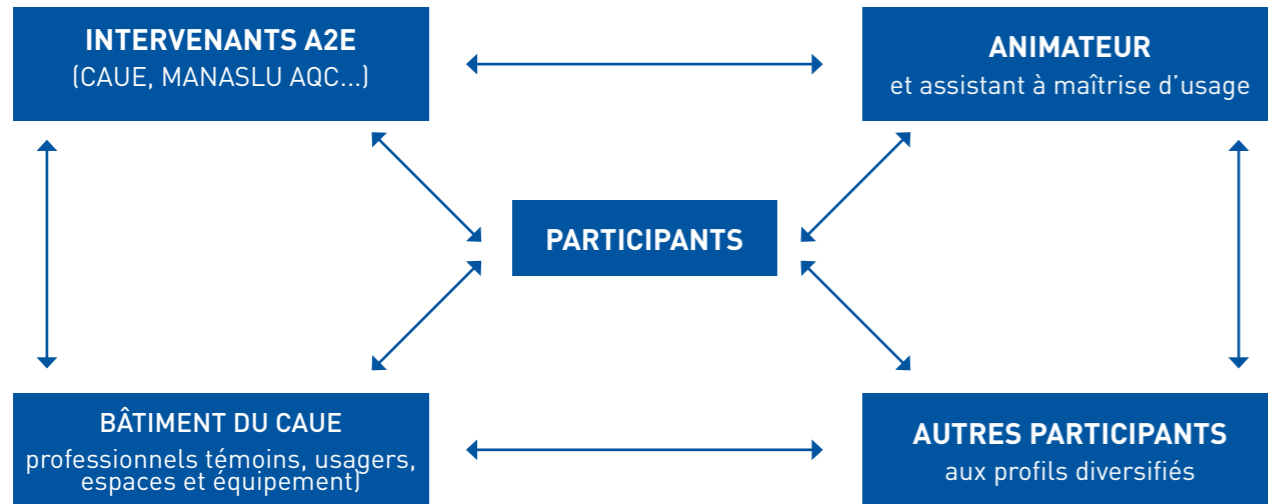 INTERVENANTS A2E
(CAUE, MANASLU AQC...)
ANIMATEUR
et assistant à maîtrise d'usage
PARTICIPANTS
BÂTIMENT DU CAUE
professionnels témoins, usagers,
espaces et équipement)
AUTRES PARTICIPANTS
aux profils diversifiés